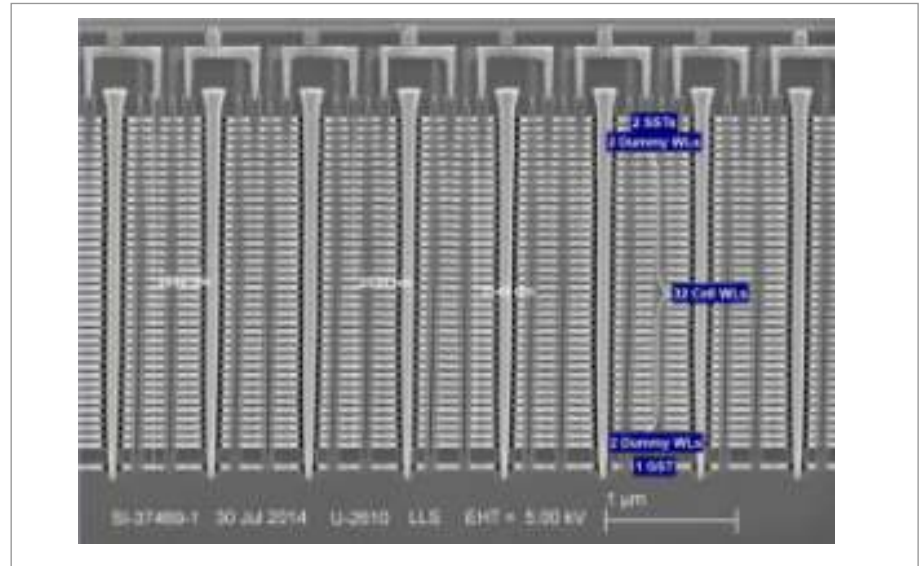 2 SSTs
2 Dummy WLs
32 Cell WLs
2 Dummy WLs
1 GST
1 µm
30 Jul 2014 LLS EHT = 5.00 kV